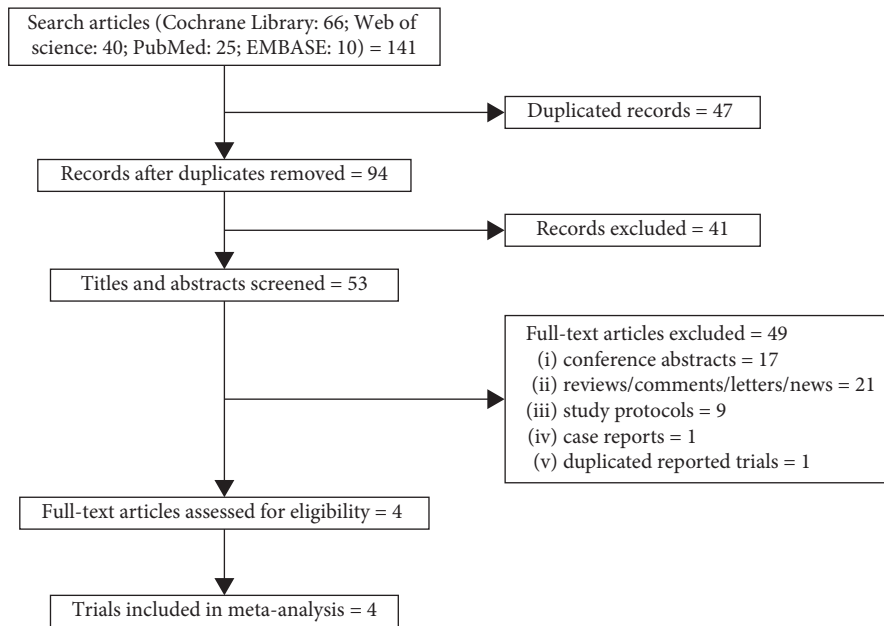 Search articles (Cochrane Library: 66; Web of
science: 40; PubMed: 25; EMBASE: 10) = 141
Duplicated records = 47
Records after duplicates removed = 94
Records excluded = 41
Titles and abstracts screened = 53
Full-text articles excluded = 49
(i) conference abstracts = 17
(ii) reviews/comments/letters/news = 21
(iii) study protocols = 9
(iv) case reports = 1
(v) duplicated reported trials = 1
Full-text articles assessed for eligibility = 4
Trials included in meta-analysis = 4